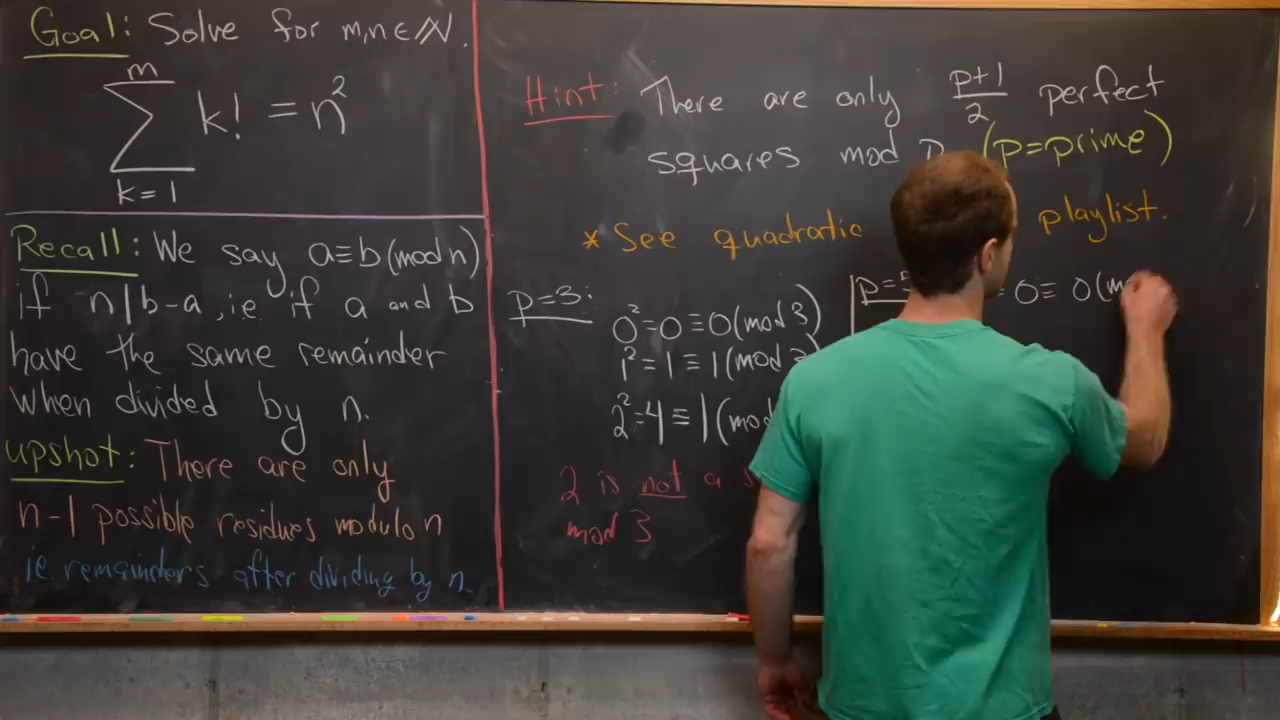 Goal: Solve for m,n ∈ ℕ.
m
∑ k! = n²
k=1
Recall: We say a≡b(mod n)
if n|b-a, i.e if a and b
have the same remainder
when divided by n.
upshot: There are only
n-1 possible residues modulo n
ie remainders after dividing by n.
Hint: There are only p+1/2 perfect
squares mod p (p=prime)
* See quadratic playlist.
p=3:
0²=0≡0(mod 3)
1²=1≡1(mod 3)
2²=4≡1(mod
2 is not a
mod 3
p=5
= 0≡ 0(m